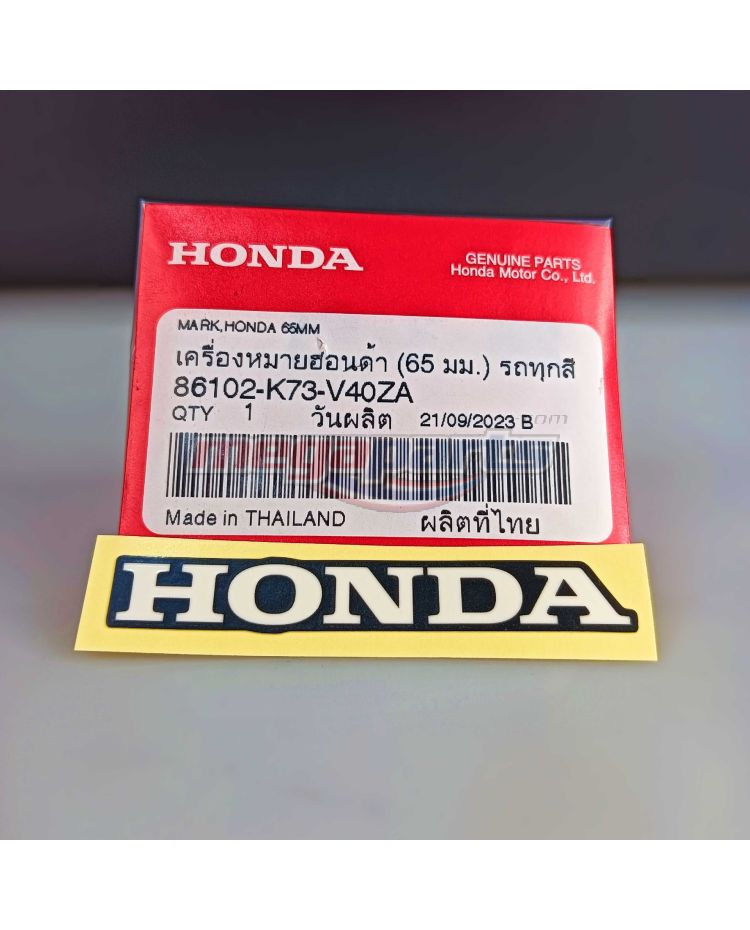 HONDA
GENUINE PARTS
Honda Motor Co., Ltd.
MARK,HONDA 65MM
เครื่องหมายฮอนด้า (65 มม.) รถทุกสี
86102-K73-V40ZA
QTY 1 วันผลิต 21/09/2023 B
megaparts.com
Made in THAILAND ผลิตที่ไทย
HONDA